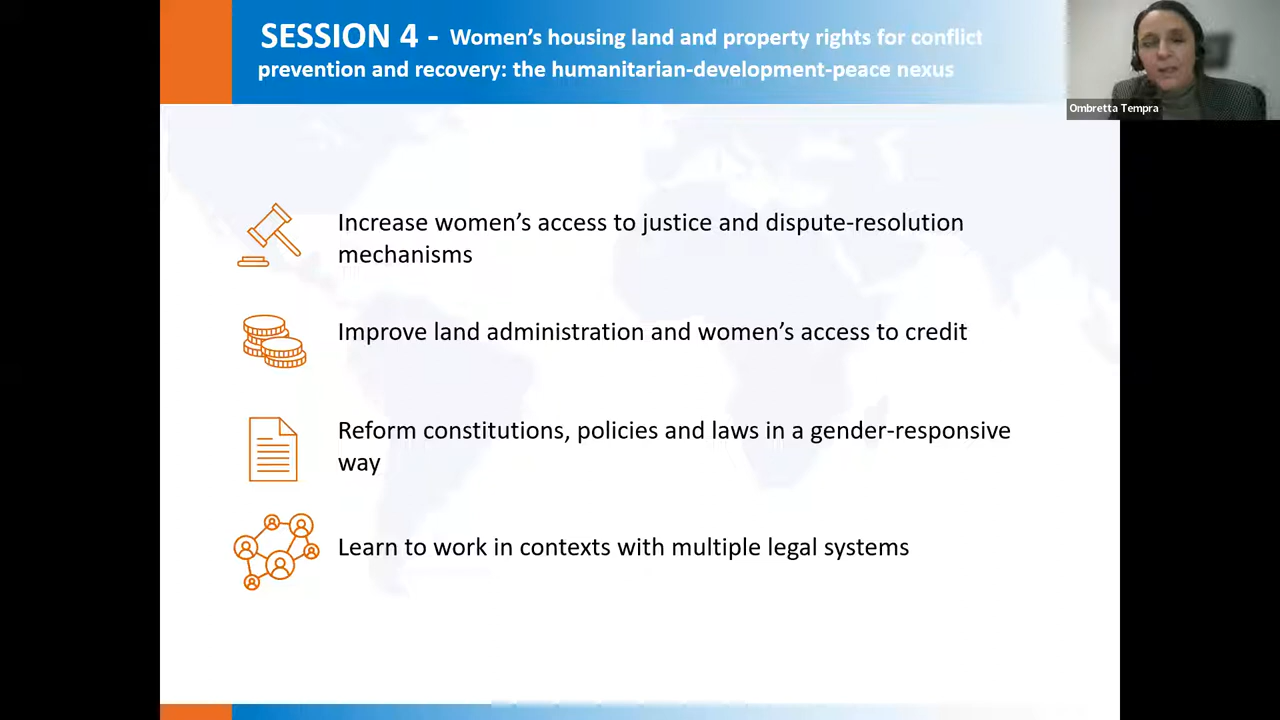 SESSION 4 - Women’s housing land and property rights for conflict
prevention and recovery: the humanitarian-development-peace nexus
Ombretta Tempra
Increase women’s access to justice and dispute-resolution
mechanisms
Improve land administration and women’s access to credit
Reform constitutions, policies and laws in a gender-responsive
way
Learn to work in contexts with multiple legal systems